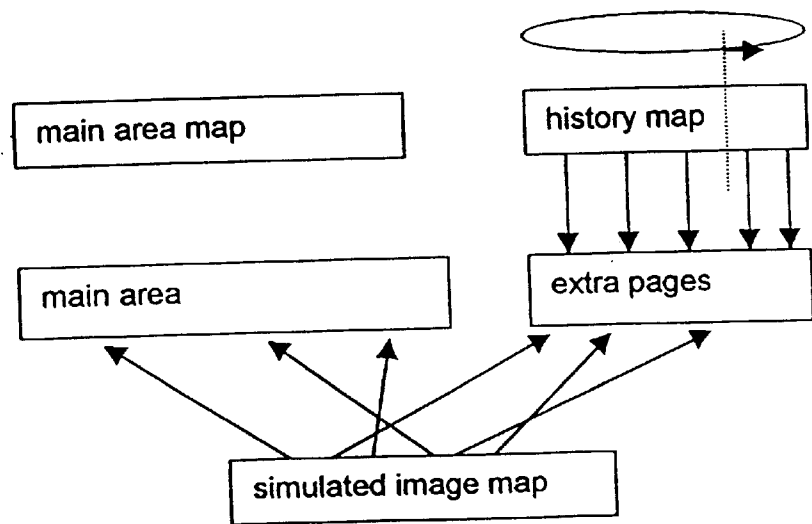 main area map
history map
main area
extra pages
simulated image map